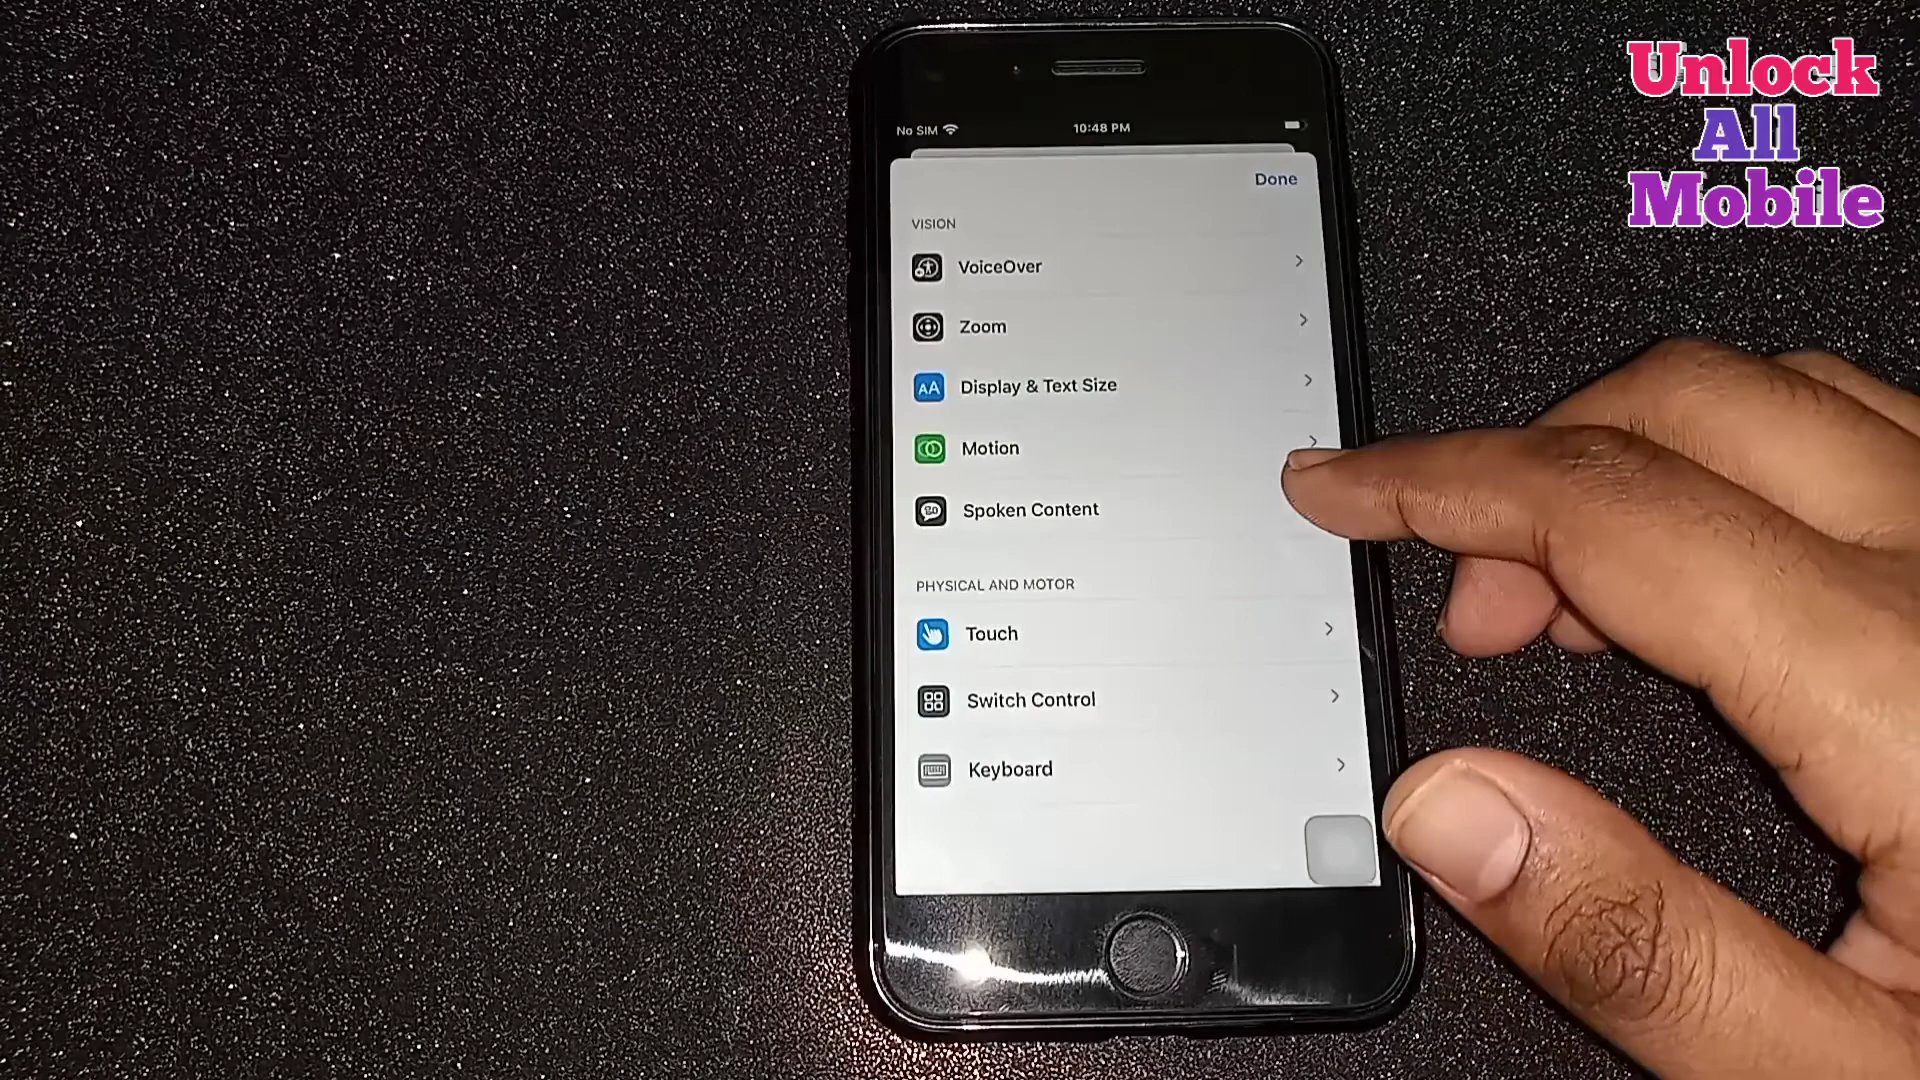 Unlock
All
Mobile
No SIM 10:48 PM
Done
VISION
VoiceOver
Zoom
AA Display & Text Size
Motion
Spoken Content
PHYSICAL AND MOTOR
Touch
Switch Control
Keyboard